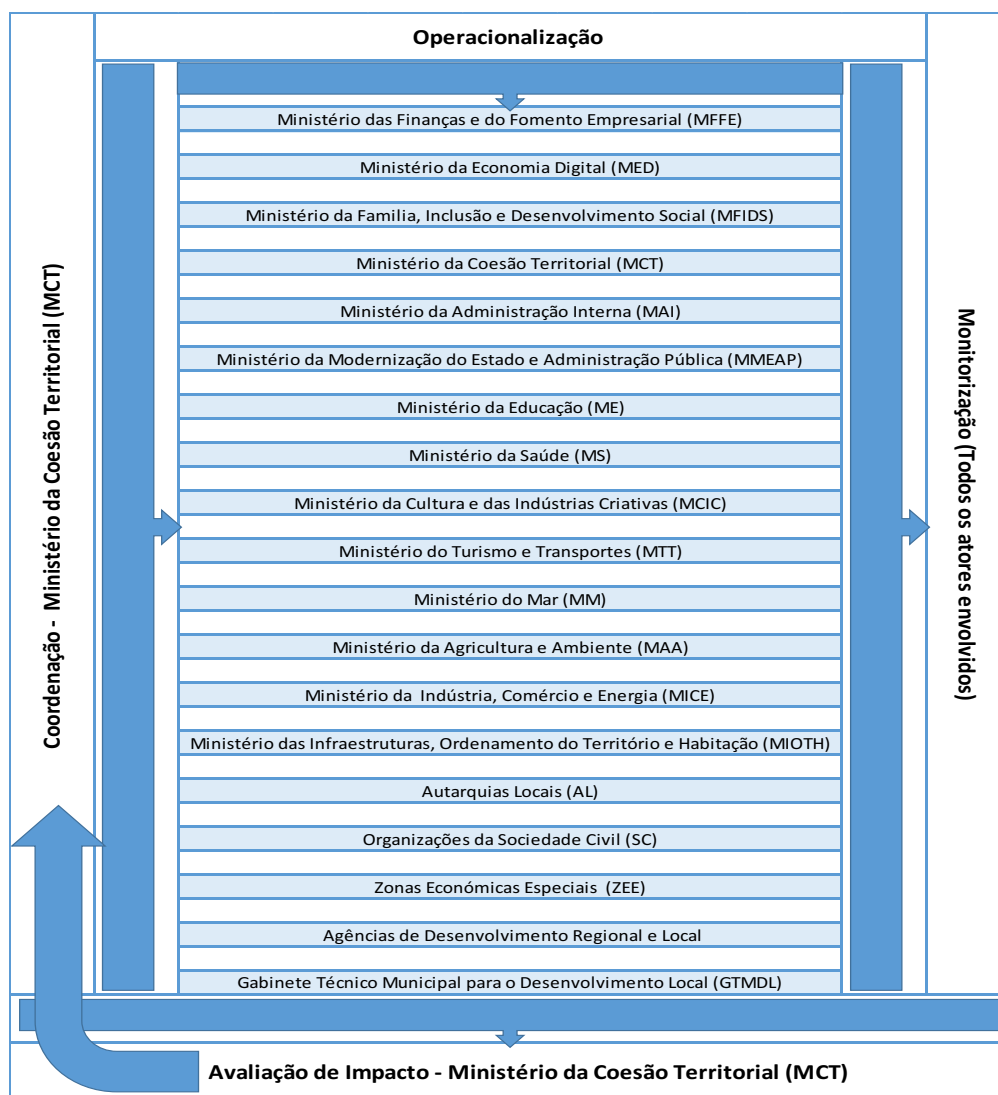 Operacionalização
Coordenação - Ministério da Coesão Territorial (MCT)
Ministério das Finanças e do Fomento Empresarial (MFFE)
Ministério da Economia Digital (MED)
Ministério da Familia, Inclusão e Desenvolvimento Social (MFIDS)
Ministério da Coesão Territorial (MCT)
Ministério da Administração Interna (MAI)
Ministério da Modernização do Estado e Administração Pública (MMEAP)
Ministério da Educação (ME)
Ministério da Saúde (MS)
Ministério da Cultura e das Indústrias Criativas (MCIC)
Ministério do Turismo e Transportes (MTT)
Ministério do Mar (MM)
Ministério da Agricultura e Ambiente (MAA)
Ministério da Indústria, Comércio e Energia (MICE)
Ministério das Infraestruturas, Ordenamento do Território e Habitação (MIOTH)
Autarquias Locais (AL)
Organizações da Sociedade Civil (SC)
Zonas Económicas Especiais (ZEE)
Agências de Desenvolvimento Regional e Local
Gabinete Técnico Municipal para o Desenvolvimento Local (GTMDL)
Monitorização (Todos os atores envolvidos)
Avaliação de Impacto - Ministério da Coesão Territorial (MCT)